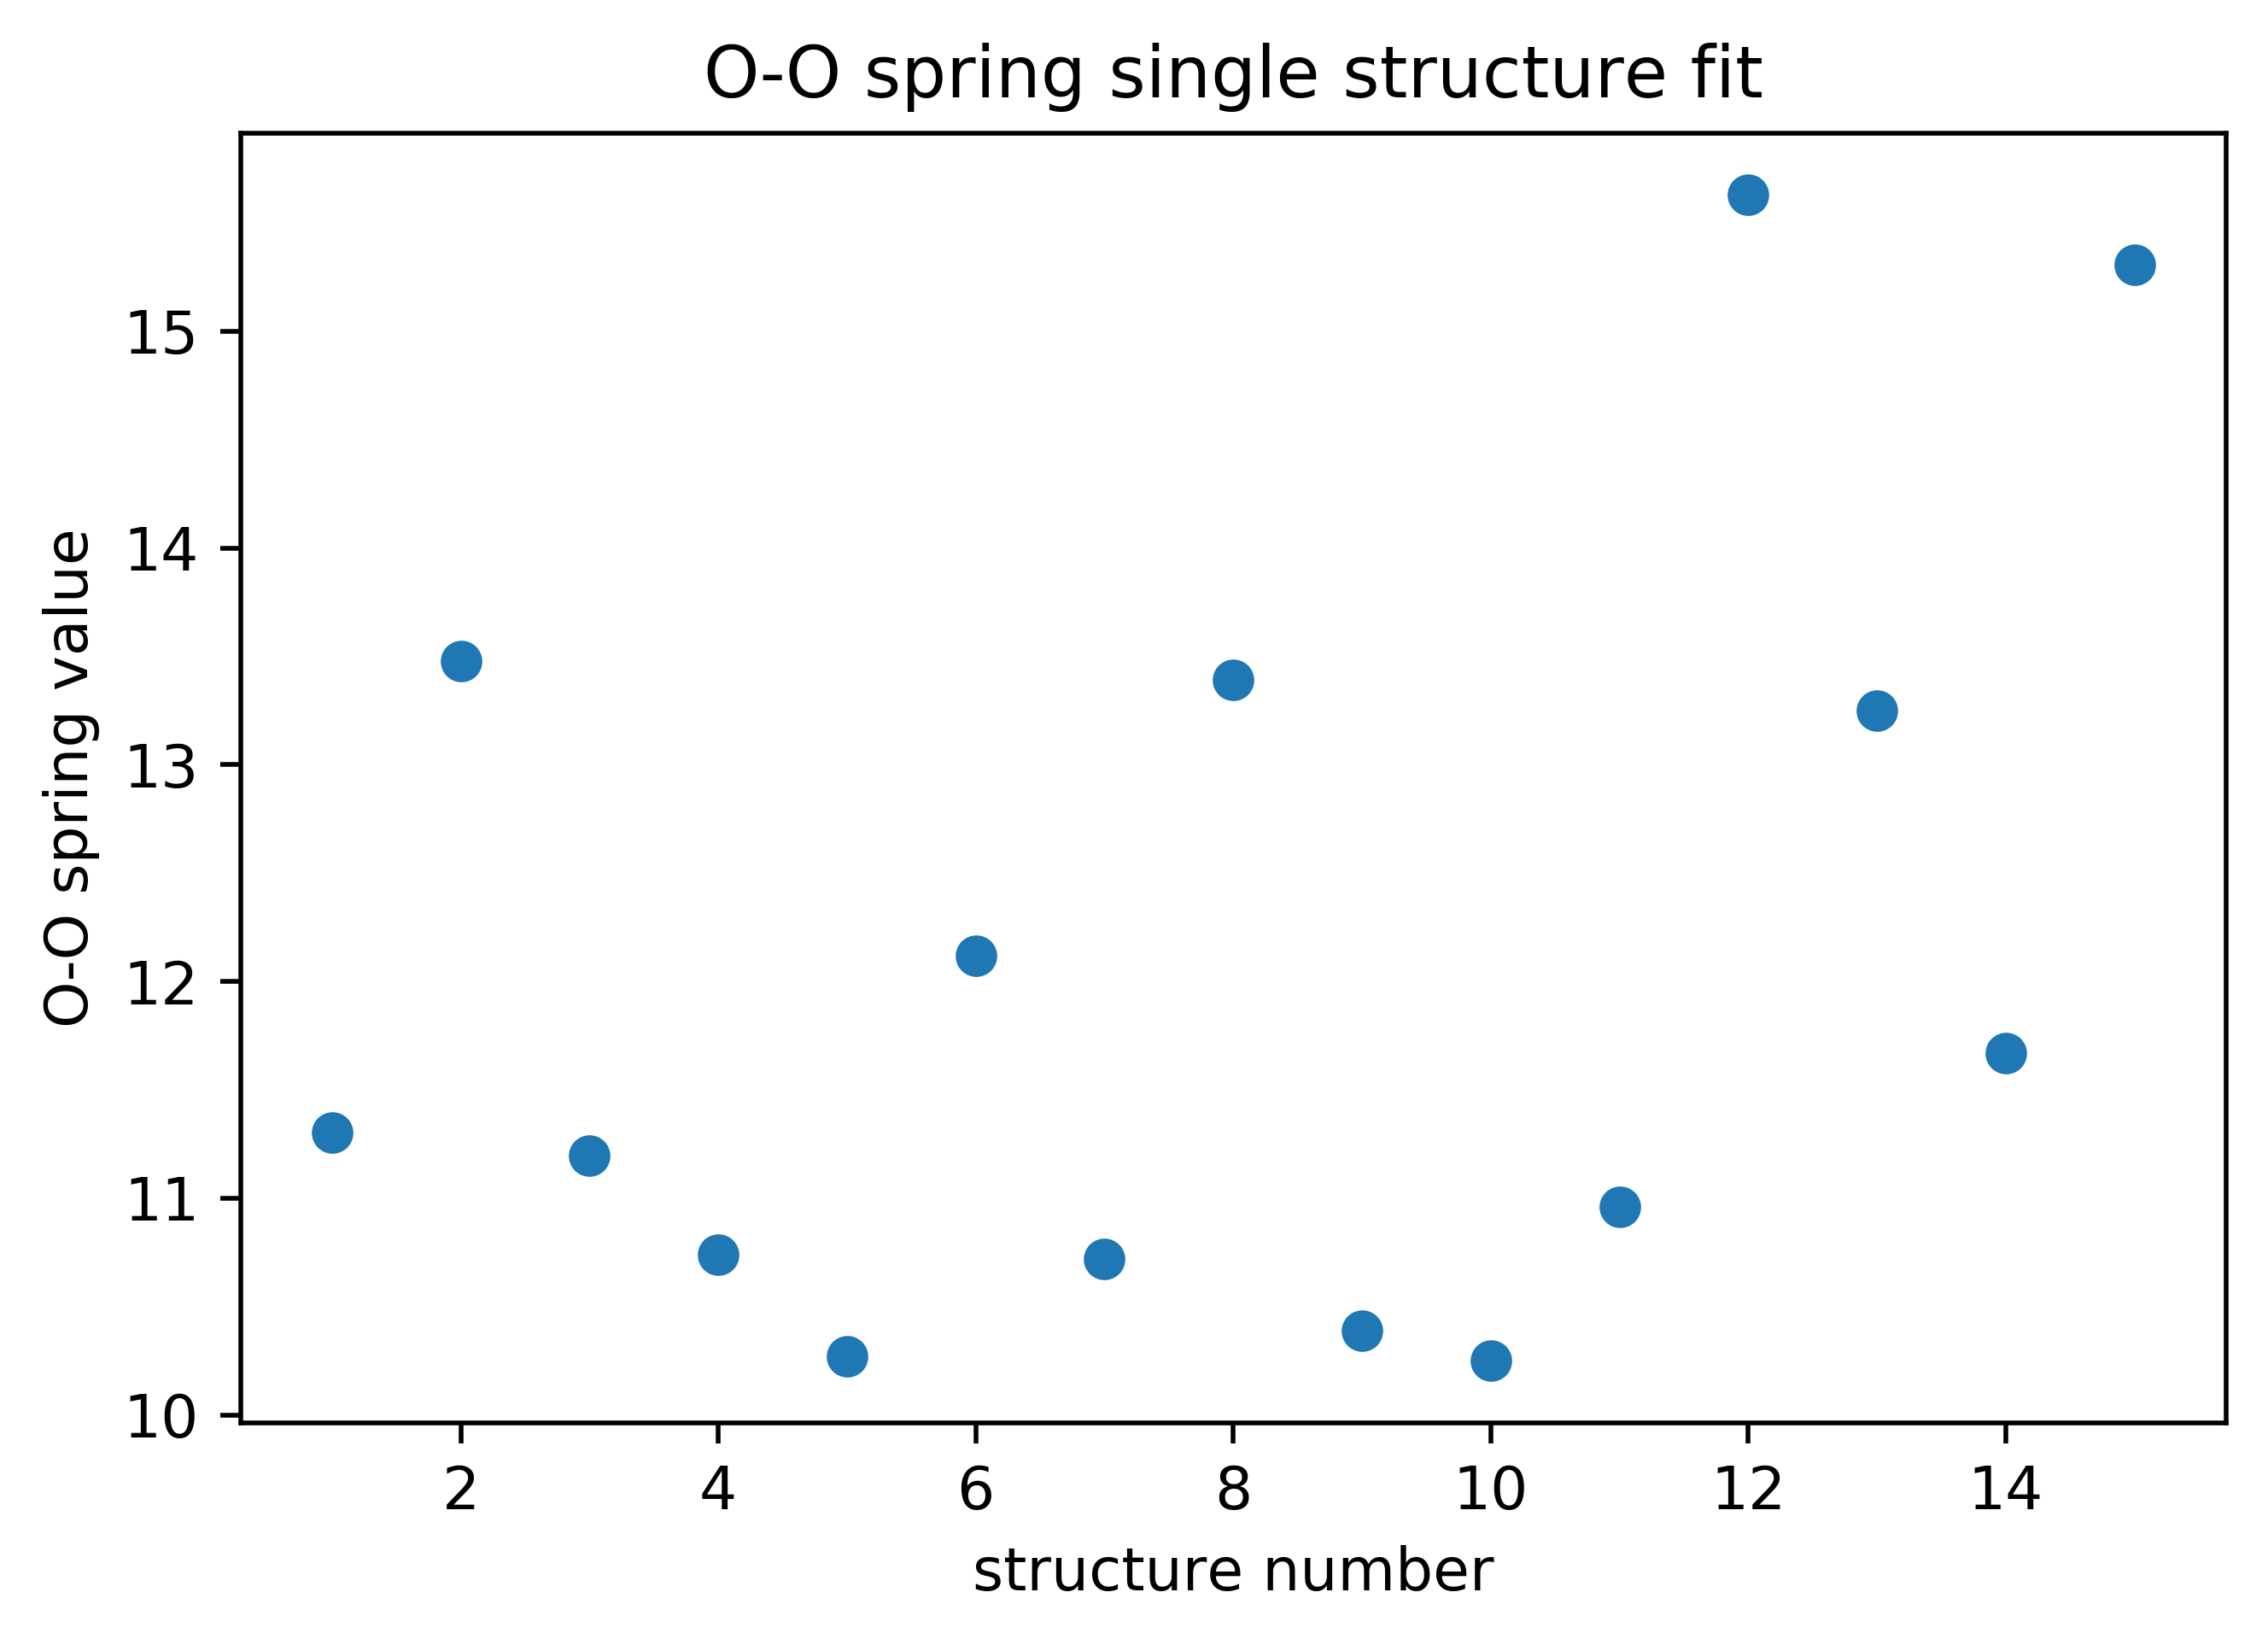 O-O spring single structure fit
O-O spring value
15
14
13
12
11
10
2 4 6 8 10 12 14
structure number